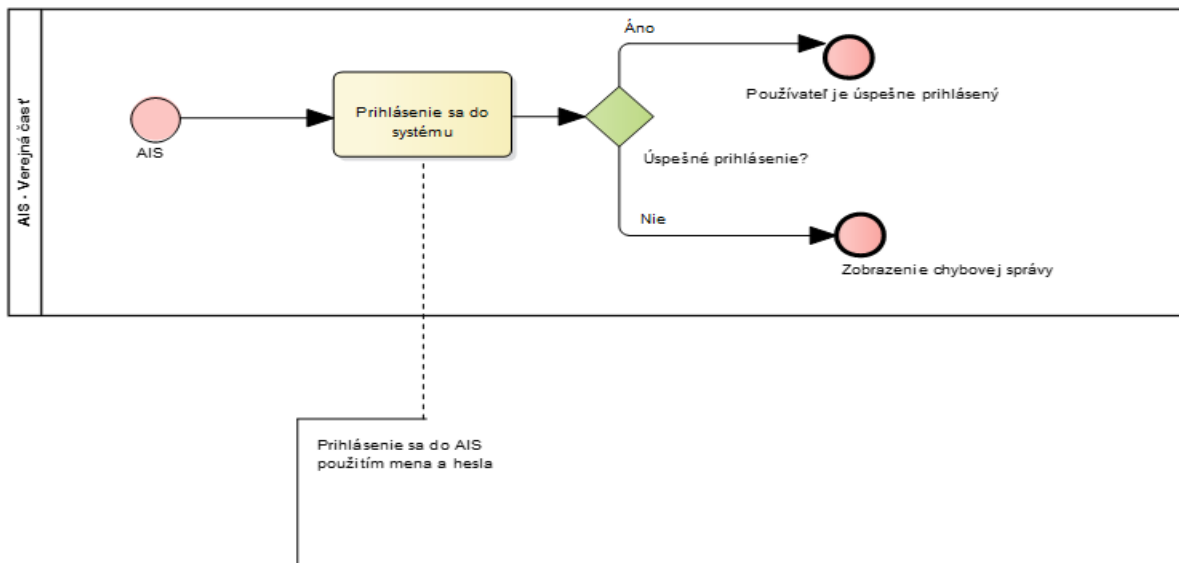 AIS - Verejná časť
AIS
Prihlásenie sa do
systému
Áno
Používateľ je úspešne prihlásený
Úspešné prihlásenie?
Nie
Zobrazenie chybovej správy
Prihlásenie sa do AIS
použitím mena a hesla